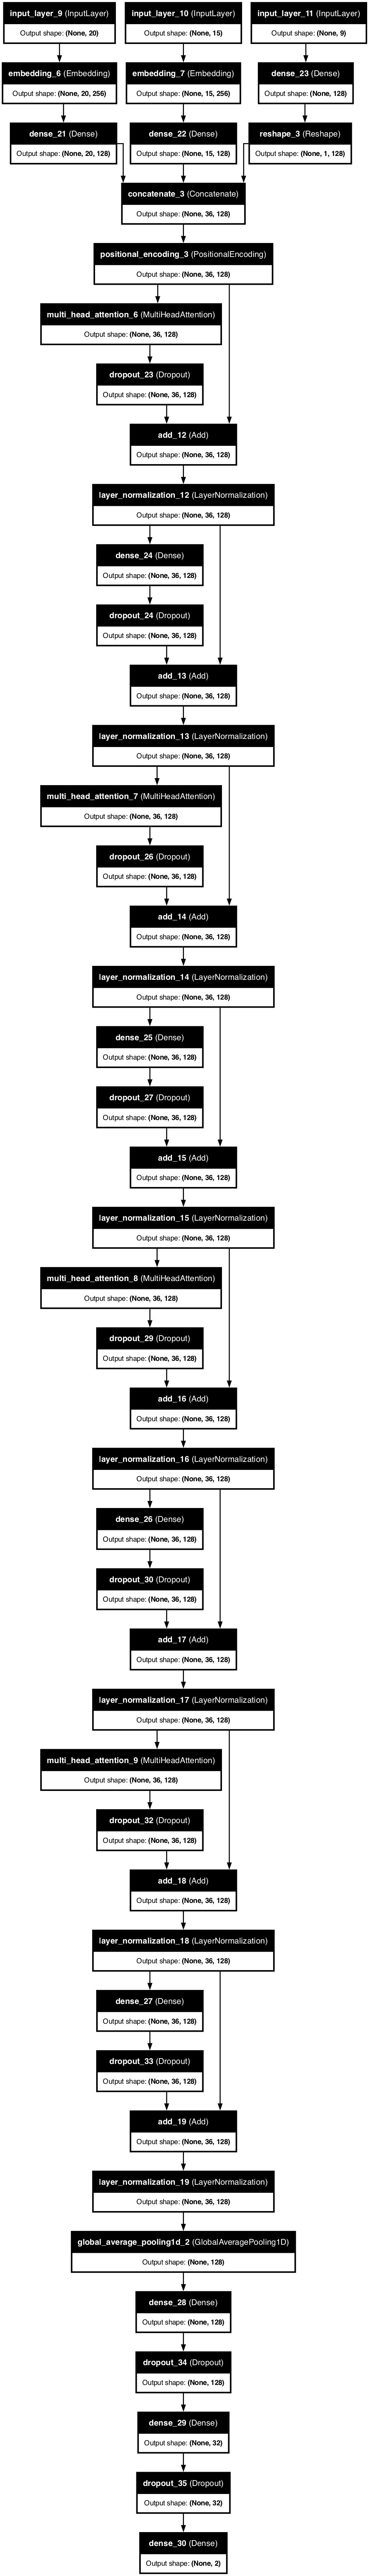 input_layer_9 (InputLayer)
Output shape: (None, 20)
input_layer_10 (InputLayer)
Output shape: (None, 15)
input_layer_11 (InputLayer)
Output shape: (None, 9)
embedding_6 (Embedding)
Output shape: (None, 20, 256)
embedding_7 (Embedding)
Output shape: (None, 15, 256)
dense_23 (Dense)
Output shape: (None, 128)
dense_21 (Dense)
Output shape: (None, 20, 128)
dense_22 (Dense)
Output shape: (None, 15, 128)
reshape_3 (Reshape)
Output shape: (None, 1, 128)
concatenate_3 (Concatenate)
Output shape: (None, 36, 128)
positional_encoding_3 (PositionalEncoding)
Output shape: (None, 36, 128)
multi_head_attention_6 (MultiHeadAttention)
Output shape: (None, 36, 128)
dropout_23 (Dropout)
Output shape: (None, 36, 128)
add_12 (Add)
Output shape: (None, 36, 128)
layer_normalization_12 (LayerNormalization)
Output shape: (None, 36, 128)
dense_24 (Dense)
Output shape: (None, 36, 128)
dropout_24 (Dropout)
Output shape: (None, 36, 128)
add_13 (Add)
Output shape: (None, 36, 128)
layer_normalization_13 (LayerNormalization)
Output shape: (None, 36, 128)
multi_head_attention_7 (MultiHeadAttention)
Output shape: (None, 36, 128)
dropout_26 (Dropout)
Output shape: (None, 36, 128)
add_14 (Add)
Output shape: (None, 36, 128)
layer_normalization_14 (LayerNormalization)
Output shape: (None, 36, 128)
dense_25 (Dense)
Output shape: (None, 36, 128)
dropout_27 (Dropout)
Output shape: (None, 36, 128)
add_15 (Add)
Output shape: (None, 36, 128)
layer_normalization_15 (LayerNormalization)
Output shape: (None, 36, 128)
multi_head_attention_8 (MultiHeadAttention)
Output shape: (None, 36, 128)
dropout_29 (Dropout)
Output shape: (None, 36, 128)
add_16 (Add)
Output shape: (None, 36, 128)
layer_normalization_16 (LayerNormalization)
Output shape: (None, 36, 128)
dense_26 (Dense)
Output shape: (None, 36, 128)
dropout_30 (Dropout)
Output shape: (None, 36, 128)
add_17 (Add)
Output shape: (None, 36, 128)
layer_normalization_17 (LayerNormalization)
Output shape: (None, 36, 128)
multi_head_attention_9 (MultiHeadAttention)
Output shape: (None, 36, 128)
dropout_32 (Dropout)
Output shape: (None, 36, 128)
add_18 (Add)
Output shape: (None, 36, 128)
layer_normalization_18 (LayerNormalization)
Output shape: (None, 36, 128)
dense_27 (Dense)
Output shape: (None, 36, 128)
dropout_33 (Dropout)
Output shape: (None, 36, 128)
add_19 (Add)
Output shape: (None, 36, 128)
layer_normalization_19 (LayerNormalization)
Output shape: (None, 36, 128)
global_average_pooling1d_2 (GlobalAveragePooling1D)
Output shape: (None, 128)
dense_28 (Dense)
Output shape: (None, 128)
dropout_34 (Dropout)
Output shape: (None, 128)
dense_29 (Dense)
Output shape: (None, 32)
dropout_35 (Dropout)
Output shape: (None, 32)
dense_30 (Dense)
Output shape: (None, 2)